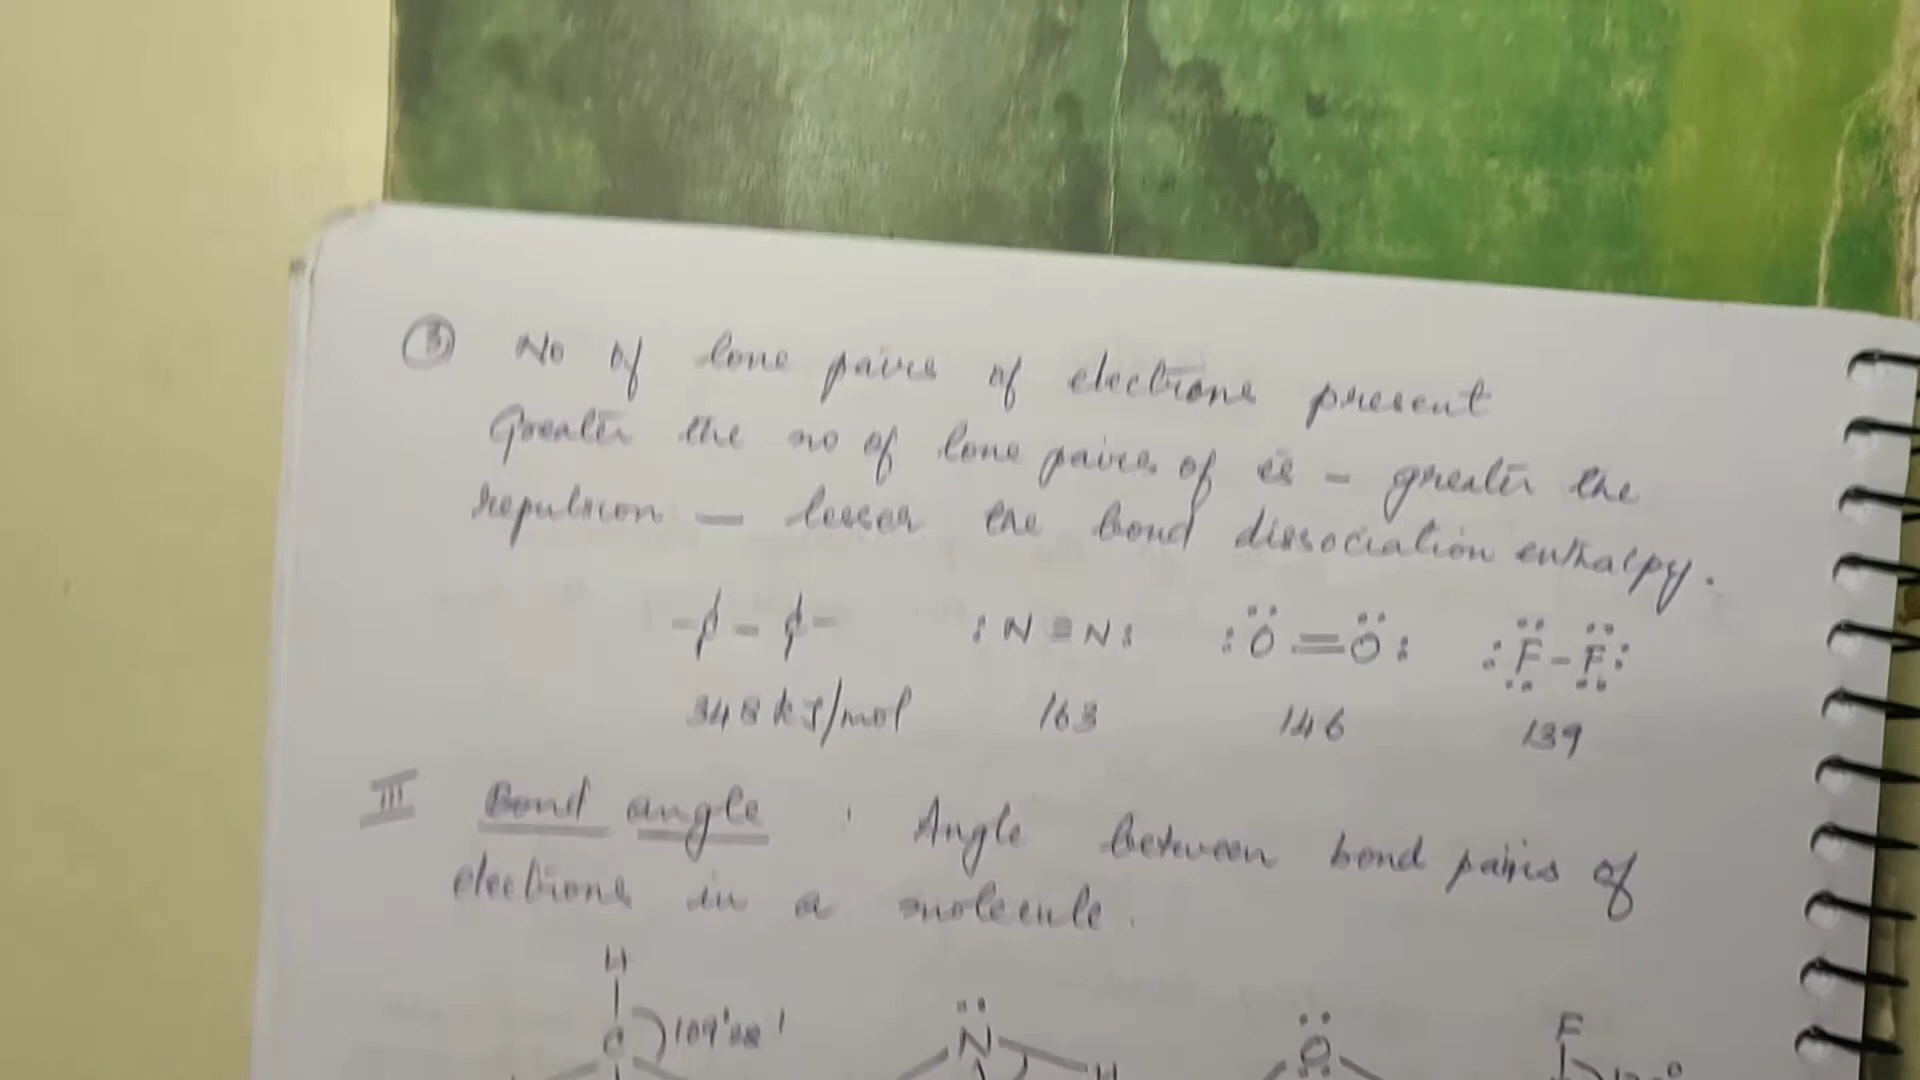 ③ No of lone pairs of electrons present
Greater the no of lone pairs of es – greater the
repulsion — lesser the bond dissociation enthalpy.
-C-C- :N≡N: :Ö=Ö: :F-F:
348 kJ/mol 163 146 139
III Bond angle : Angle between bond pairs of
electrons in a molecule.
H
C 109°28' N H O F